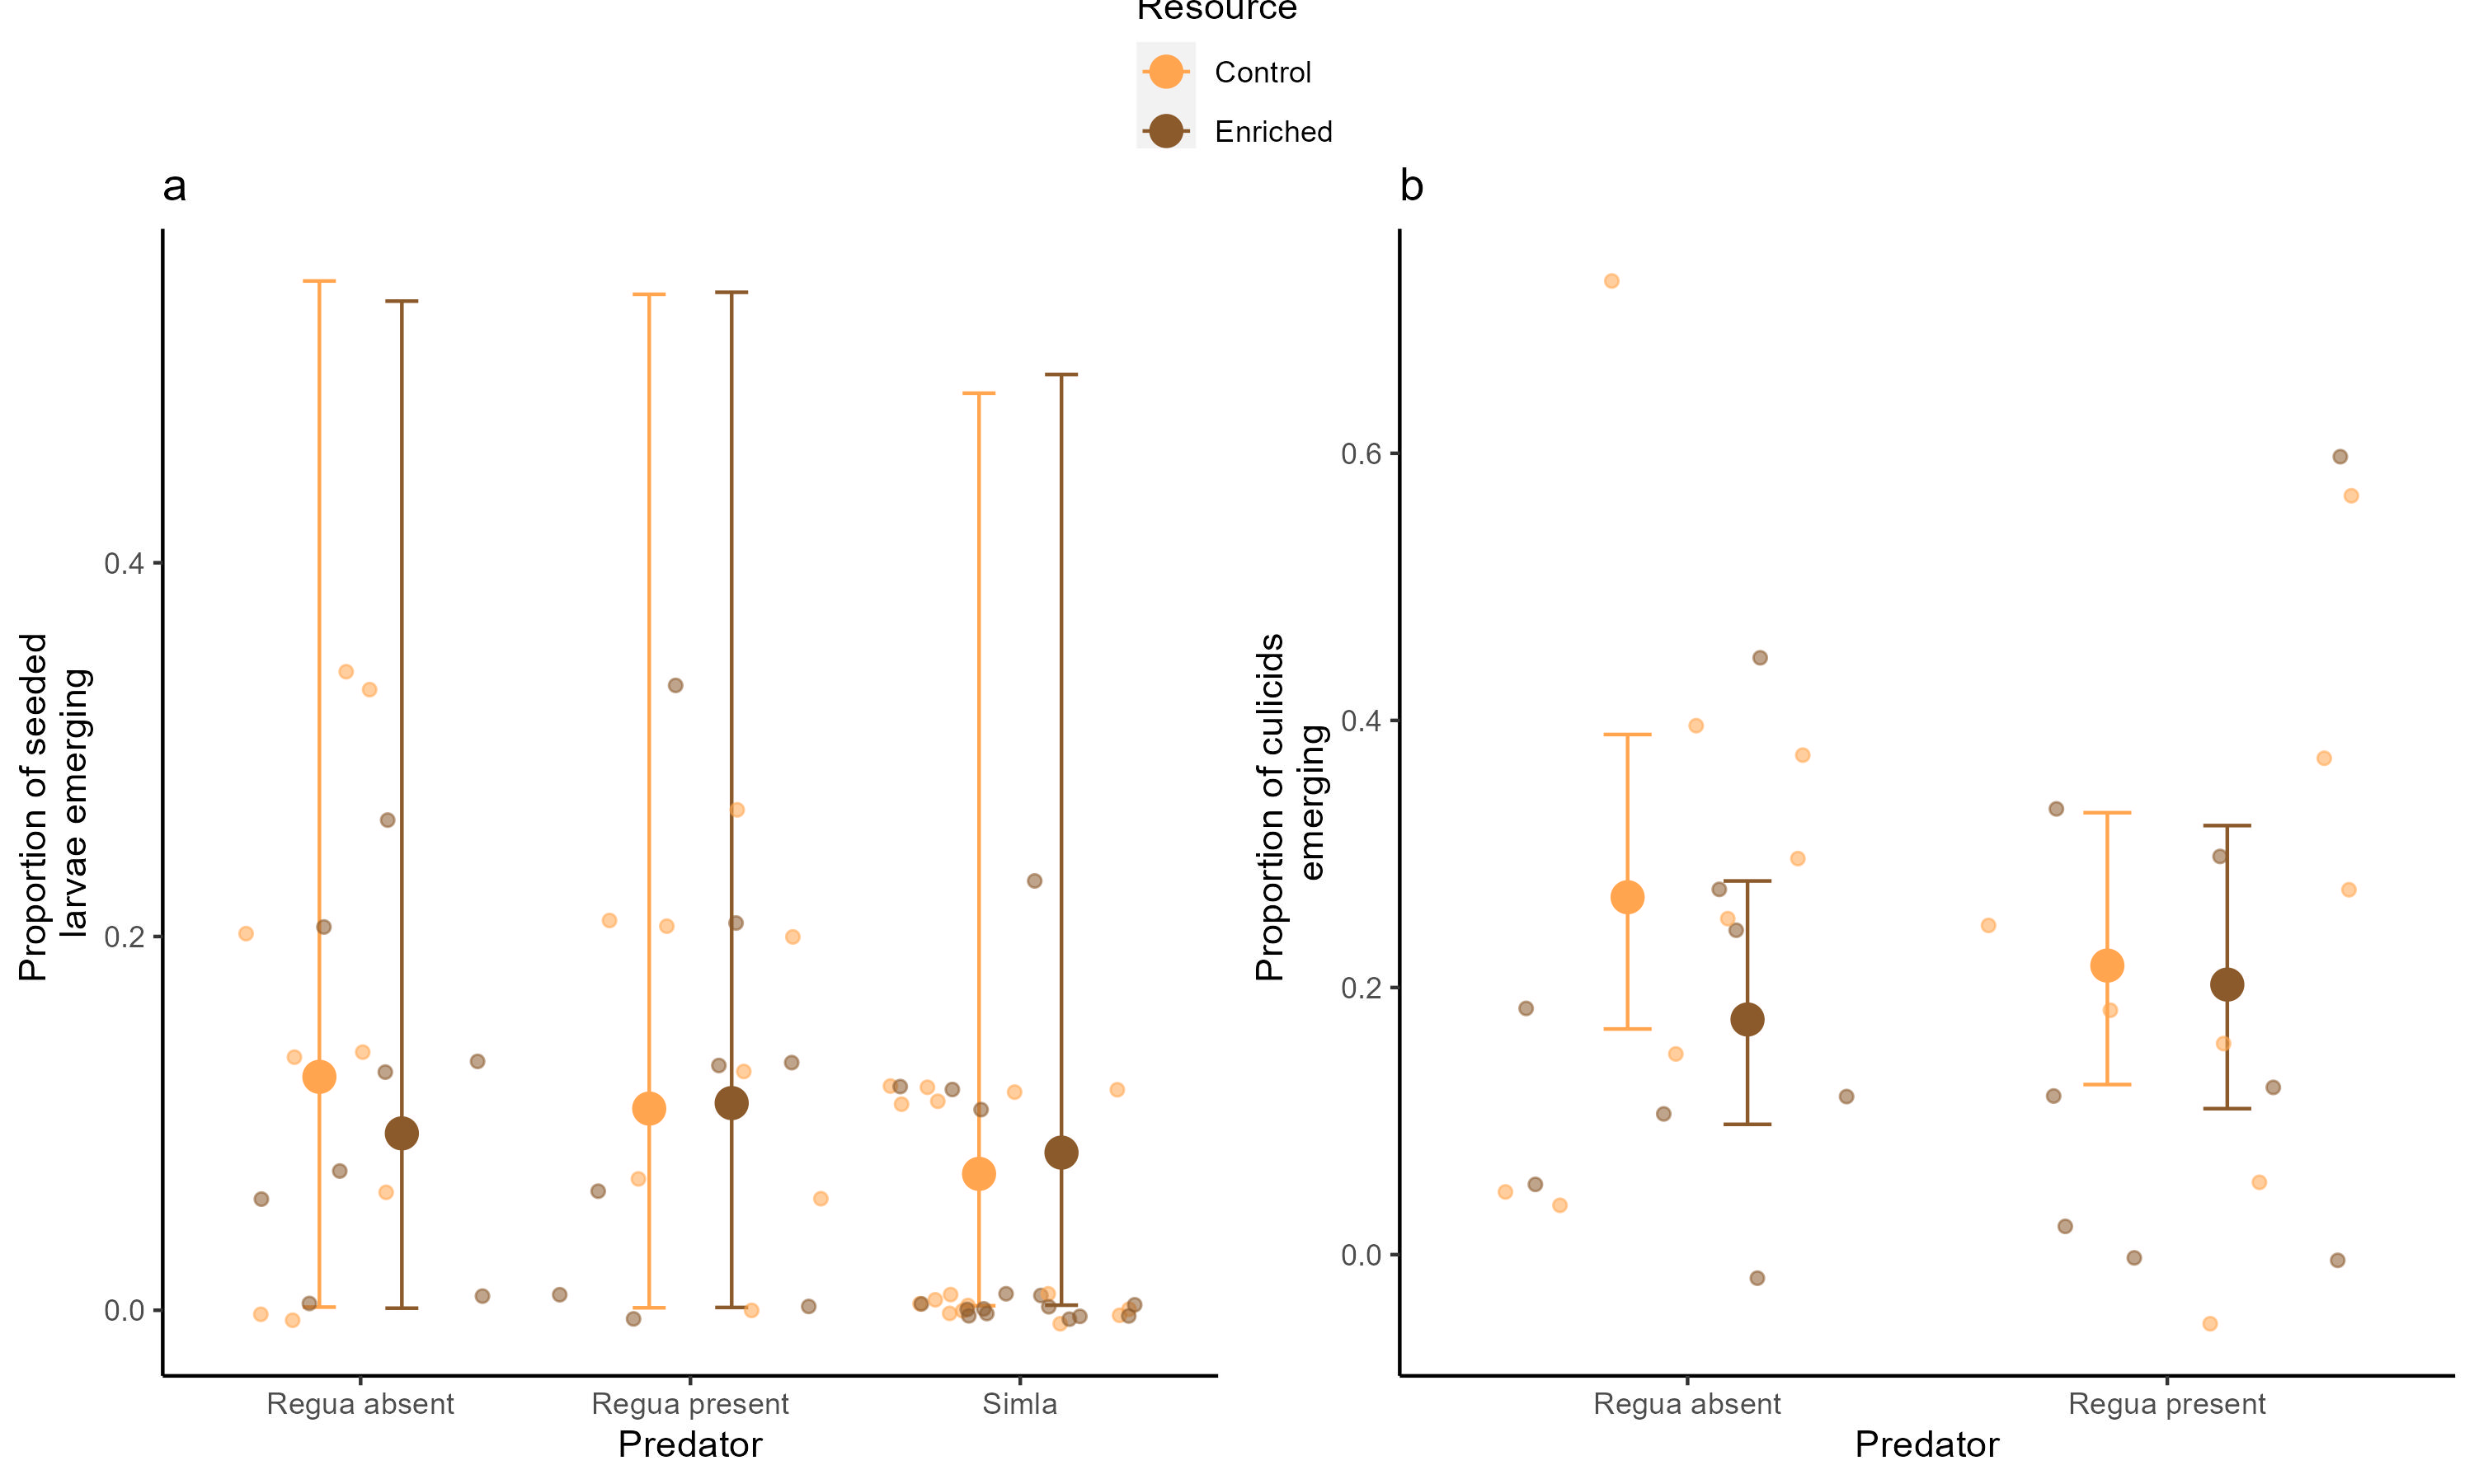 Resource
Control
Enriched
a
b
Proportion of seeded
larvae emerging
0.4
0.2
0.0
Regua absent
Regua present
Simla
Predator
Proportion of culicids
emerging
0.6
0.4
0.2
0.0
Regua absent
Regua present
Predator